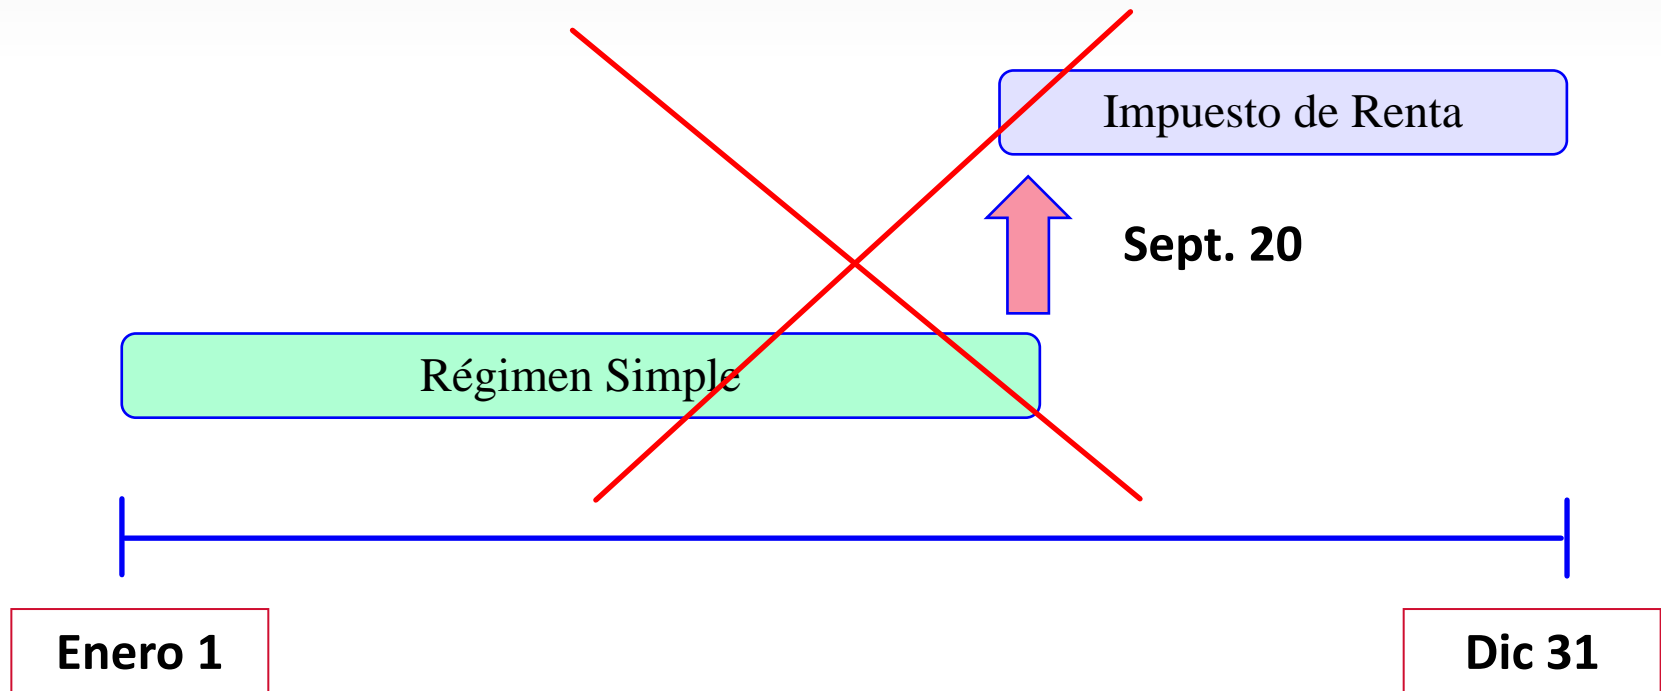 Impuesto de Renta
Sept. 20
Régimen Simple
Enero 1
Dic 31